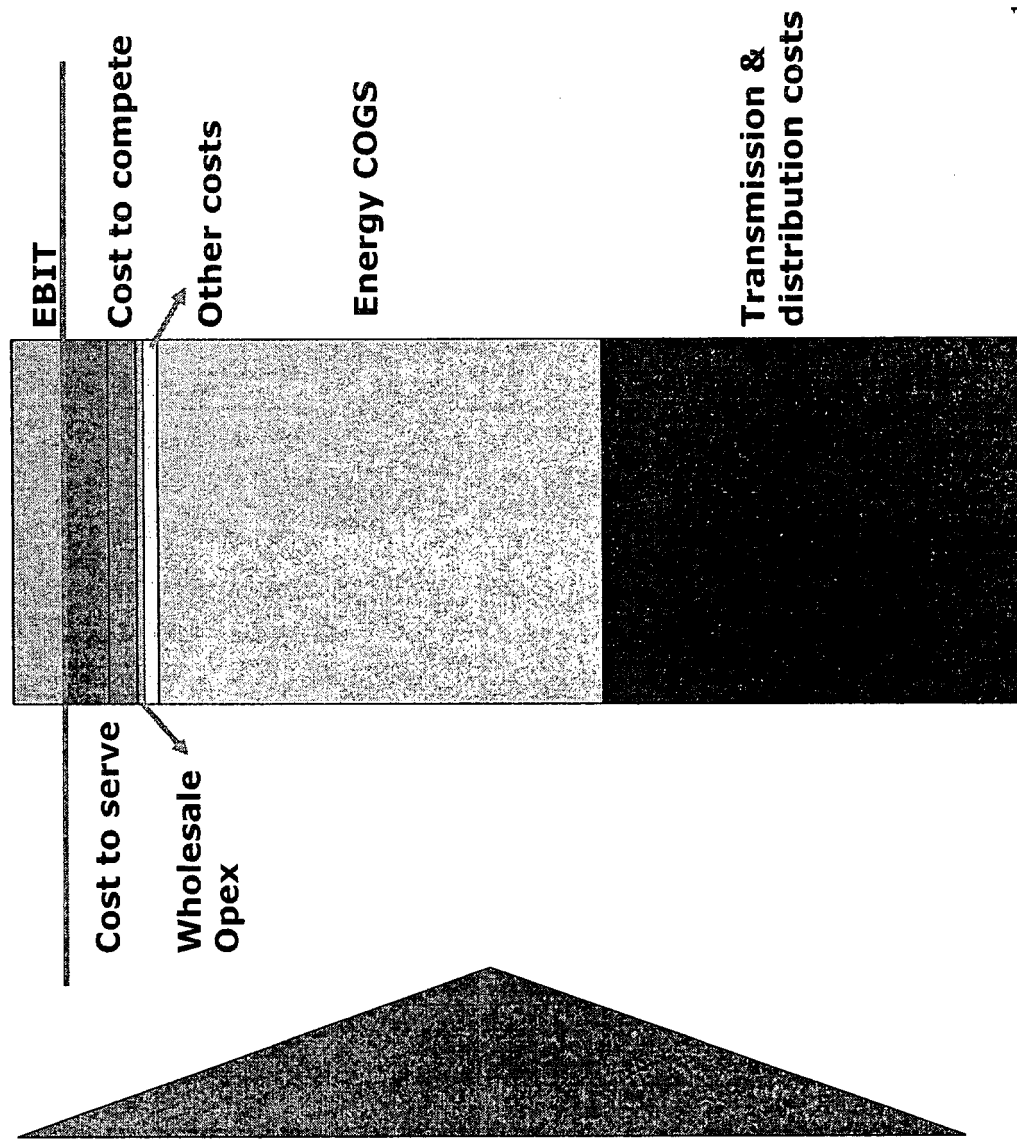 EBIT
Cost to serve
Cost to compete
Wholesale
Opex
Other costs
Energy COGS
Transmission &
distribution costs